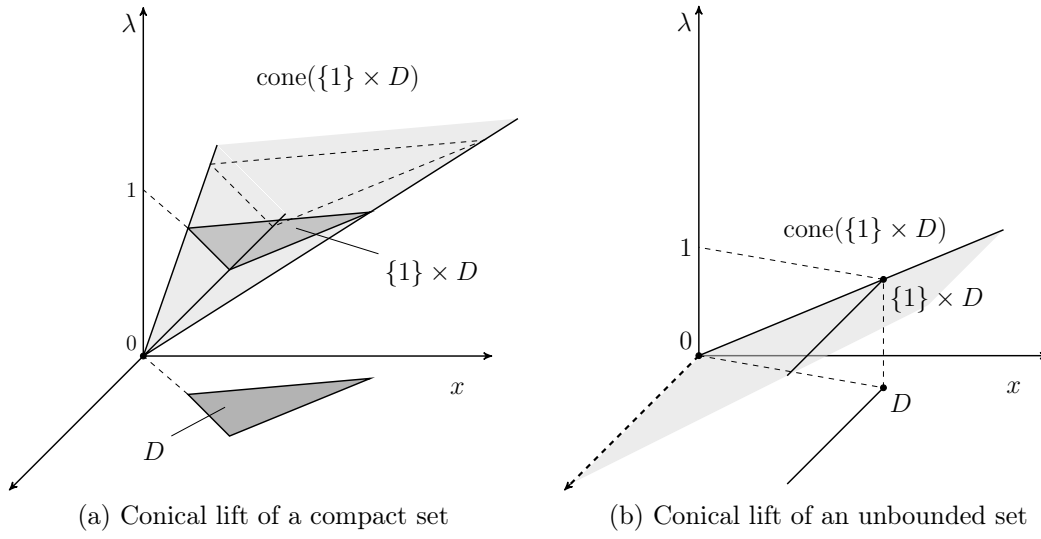 λ
cone({1} × D)
1
{1} × D
0
x
D
(a) Conical lift of a compact set
λ
cone({1} × D)
1
{1} × D
0
x
D
(b) Conical lift of an unbounded set